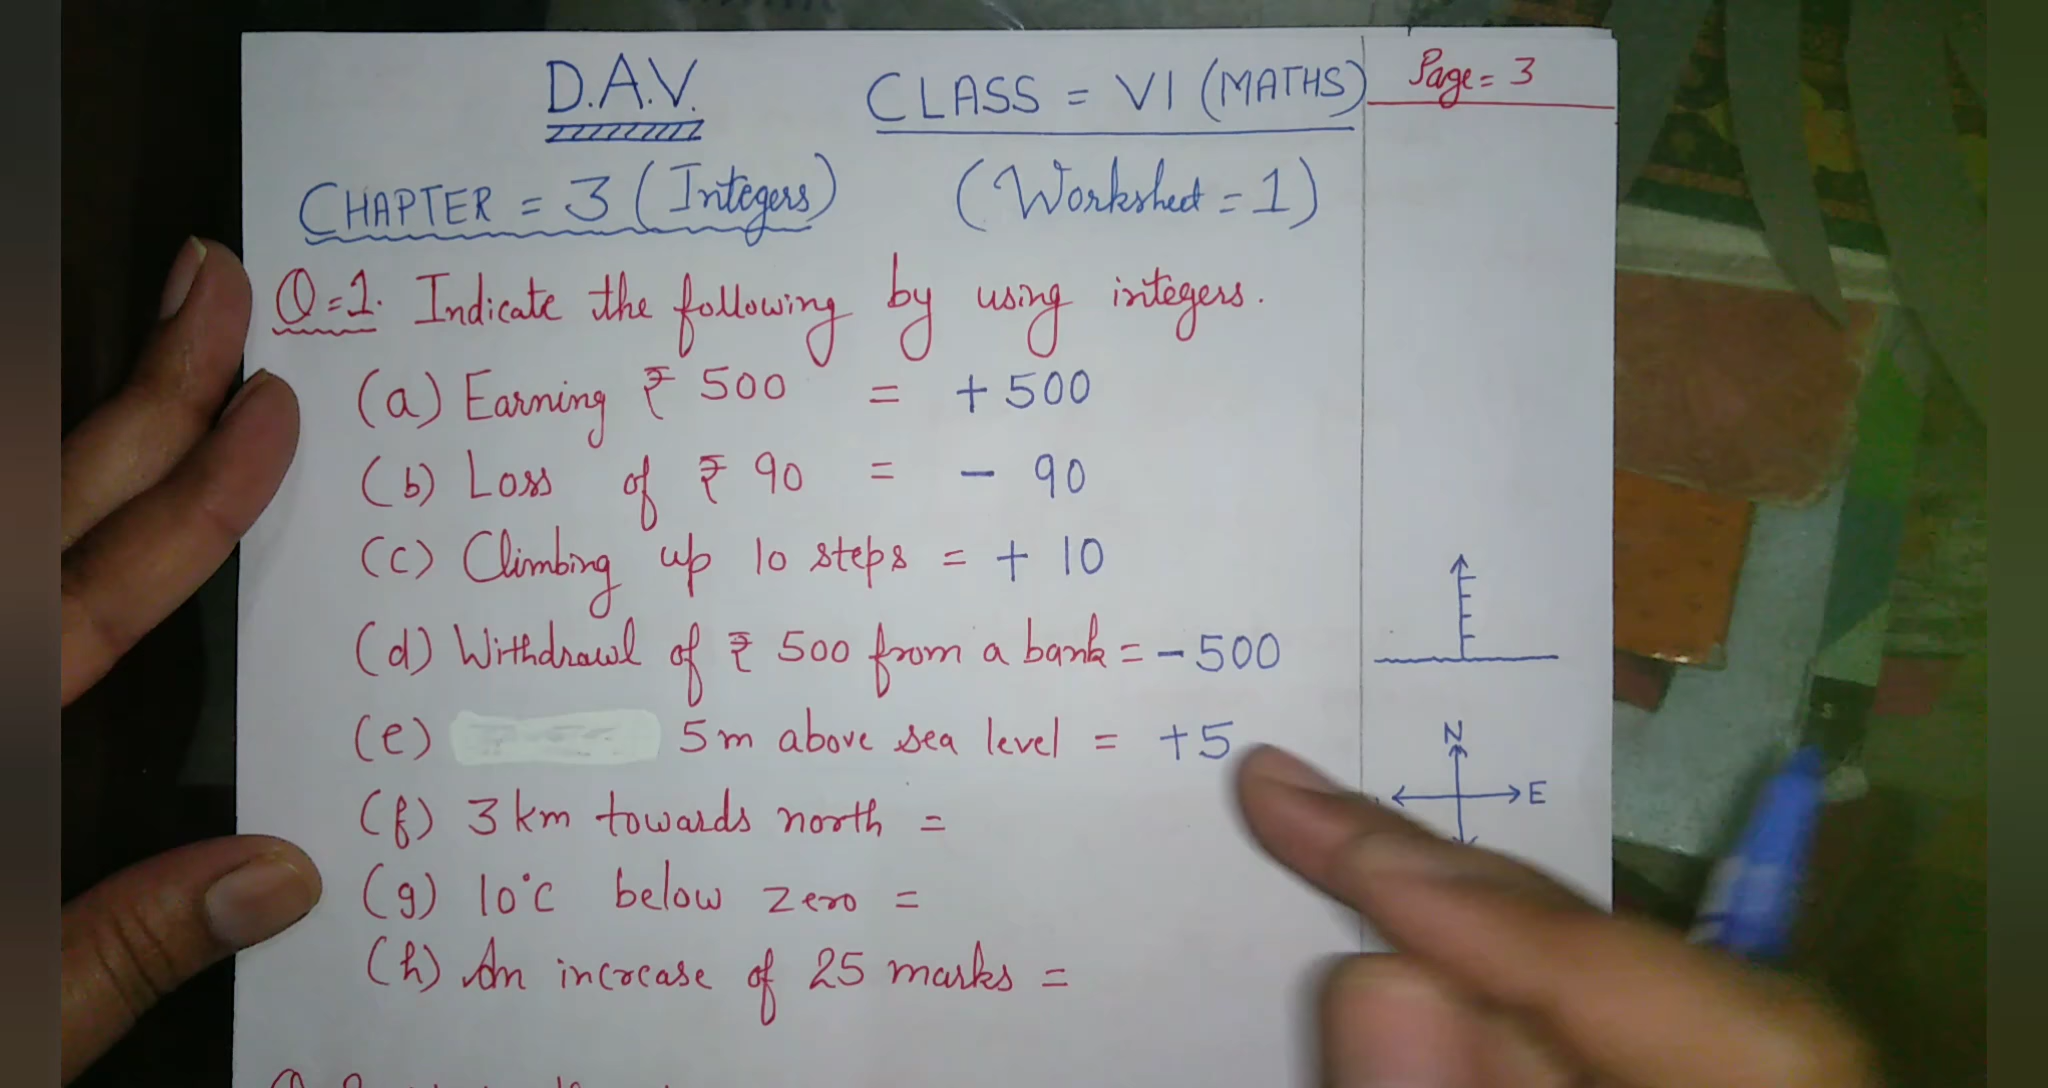 D.A.V. CLASS = VI (MATHS) Page = 3
CHAPTER = 3 (Integers) (Worksheet = 1)
Q=1. Indicate the following by using integers.
(a) Earning ₹ 500 = + 500
(b) Loss of ₹ 90 = - 90
(c) Climbing up 10 steps = + 10
(d) Withdrawl of ₹ 500 from a bank = - 500
(e) 5m above sea level = +5
(f) 3 km towards north =
(g) 10°C below zero =
(h) An increase of 25 marks =
N
E